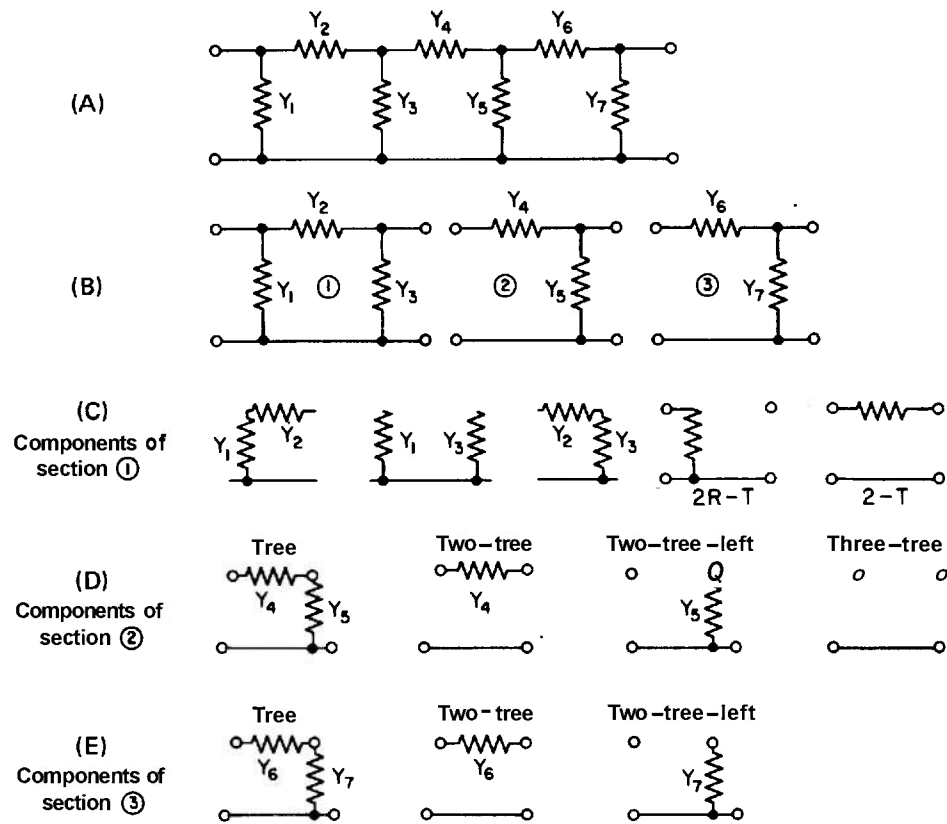 Y2 Y4 Y6
(A) Y1 Y3 Y5 Y7
Y2 Y4 Y6
(B) Y1 ① Y3 ② Y5 ③ Y7
(C)
Components of
section ①
Y1 Y2 Y1 Y3 Y2 Y3
2R-T 2-T
Tree Two-tree Two-tree-left Three-tree
(D)
Components of
section ②
Y4 Y5 Y4 Q Y5
Tree Two-tree Two-tree-left
(E)
Components of
section ③
Y6 Y7 Y6 Y7